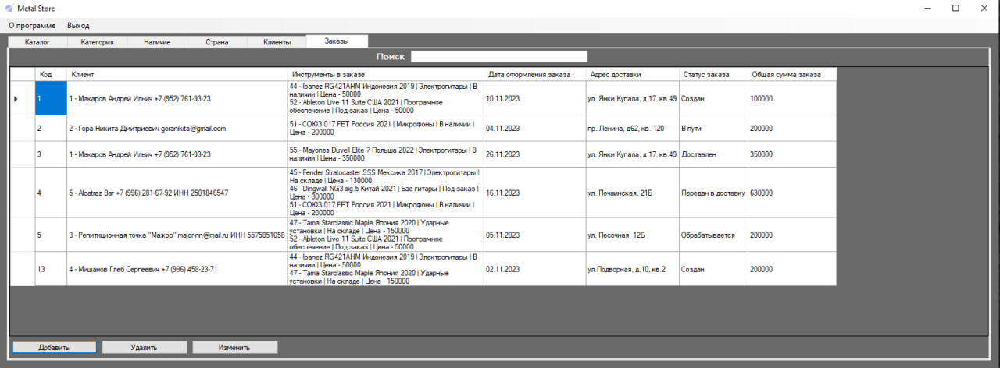 Metal Store
О программе Выход
Каталог Категория Наличие Страна Клиенты Заказы
Поиск
Код Клиент Инструменты в заказе Дата оформления заказа Адрес доставки Статус заказа Общая сумма заказа
44 - Ibanez RG421AHM Индонезия 2019 | Электрогитары | В
наличии | Цена - 50000
1 1 - Макаров Андрей Ильич +7 (952) 761-93-23 10.11.2023 ул. Янки Купала, д.17, кв.49 Создан 100000
52 - Ableton Live 11 Suite США 2021 | Програмное
обеспечение | Под заказ | Цена - 50000
51 - СОЮЗ 017 FET Россия 2021 | Микрофоны | В наличии |
2 2 - Гора Никита Дмитриевич goranikita@gmail.com 04.11.2023 пр. Ленина, д62, кв. 120 В пути 200000
Цена - 200000
55 - Mayones Duvell Elite 7 Польша 2022 | Электрогитары | В
3 1 - Макаров Андрей Ильич +7 (952) 761-93-23 26.11.2023 ул. Янки Купала, д.17, кв.49 Доставлен 350000
наличии | Цена - 350000
45 - Fender Stratocaster SSS Мексика 2017 | Электрогитары |
На складе | Цена - 130000
46 - Dingwall NG3 sig.5 Китай 2021 | Бас гитары | Под заказ |
4 5 - Alcatraz Bar +7 (996) 281-67-92 ИНН 2501846547 16.11.2023 ул. Почаинская, 21Б Передан в доставку 630000
Цена - 300000
51 - СОЮЗ 017 FET Россия 2021 | Микрофоны | В наличии |
Цена - 200000
47 - Tama Starclassic Maple Япония 2020 | Ударные
установки | На складе | Цена - 150000
5 3 - Репитиционная точка "Мажор" major-nn@mail.ru ИНН 5575851058 05.11.2023 ул. Песочная, 12Б Обрабатывается 200000
52 - Ableton Live 11 Suite США 2021 | Програмное
обеспечение | Под заказ | Цена - 50000
44 - Ibanez RG421AHM Индонезия 2019 | Электрогитары | В
наличии | Цена - 50000
13 4 - Мишанов Глеб Сергеевич +7 (996) 458-23-71 02.11.2023 ул.Подворная, д.10, кв.2 Создан 200000
47 - Tama Starclassic Maple Япония 2020 | Ударные
установки | На складе | Цена - 150000
Добавить Удалить Изменить